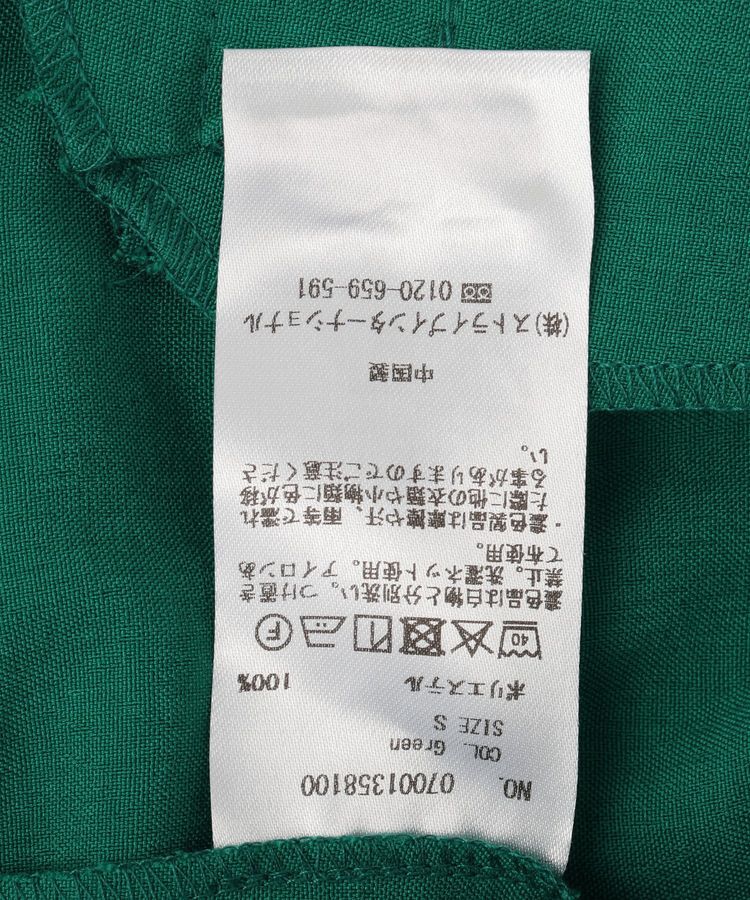 NO. 07001358100
COL. Green
SIZE S
ポリエステル 100%
40 F
濃色品は白物と分別洗い。つけ置き
禁止。洗濯ネット使用。アイロンあ
て布使用。
・濃色製品は摩擦や汗、雨等で濡れ
た際に他の衣類や小物類に色が移
る事がありますのでご注意くださ
い。
中国製
(株)ストライプインターナショナル
0120-659-591